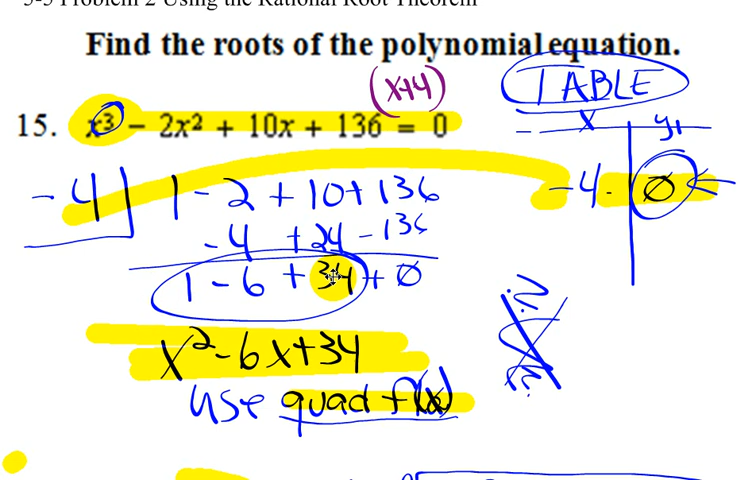 5-5 Problem 2 Using the Rational Root Theorem
Find the roots of the polynomial equation.
(x+4)
TABLE
15. x³ − 2x² + 10x + 136 = 0
x y₁
-4 1 - 2 + 10 + 136
-4 0
-4 +24 -136
1 - 6 + 34 + 0
x² - 6x + 34
use quad f(x)